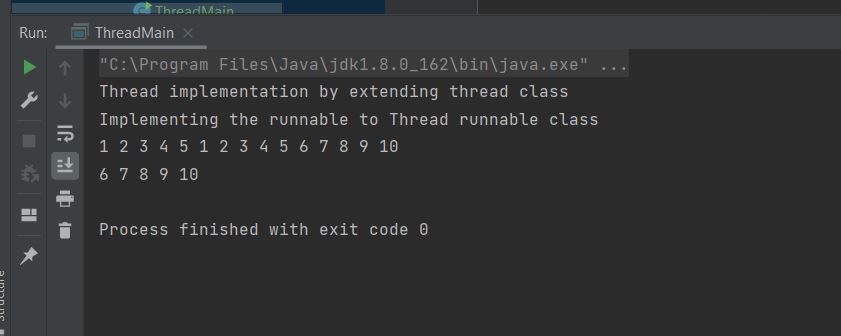 ThreadMain
Run: ThreadMain ×
"C:\Program Files\Java\jdk1.8.0_162\bin\java.exe" ...
Thread implementation by extending thread class
Implementing the runnable to Thread runnable class
1 2 3 4 5 1 2 3 4 5 6 7 8 9 10
6 7 8 9 10
Process finished with exit code 0
Structure